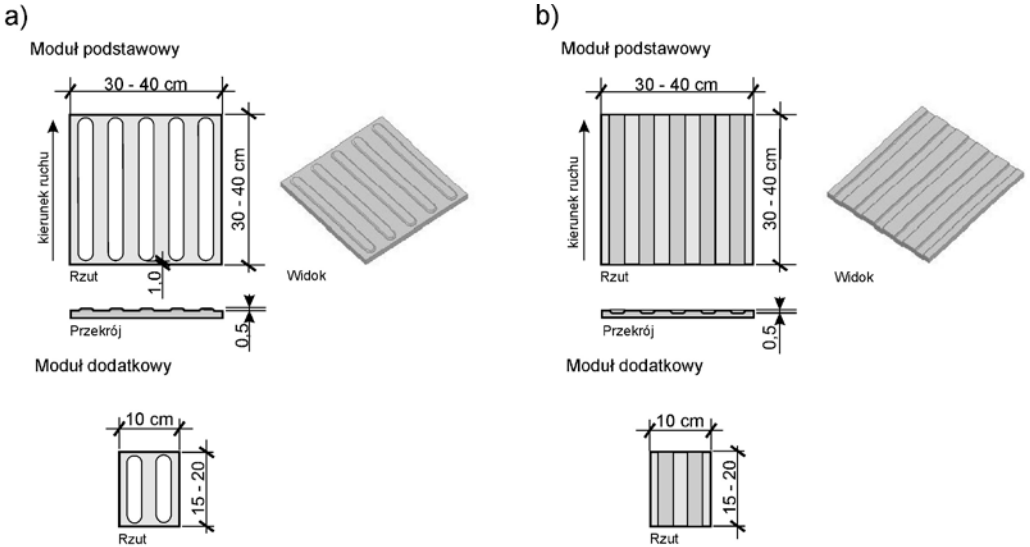 a)
Moduł podstawowy
30 - 40 cm
kierunek ruchu
30 - 40 cm
1,0
Rzut
Widok
Przekrój
0,5
Moduł dodatkowy
10 cm
15 - 20
Rzut
b)
Moduł podstawowy
30 - 40 cm
kierunek ruchu
30 - 40 cm
Rzut
Widok
Przekrój
0,5
Moduł dodatkowy
10 cm
15 - 20
Rzut